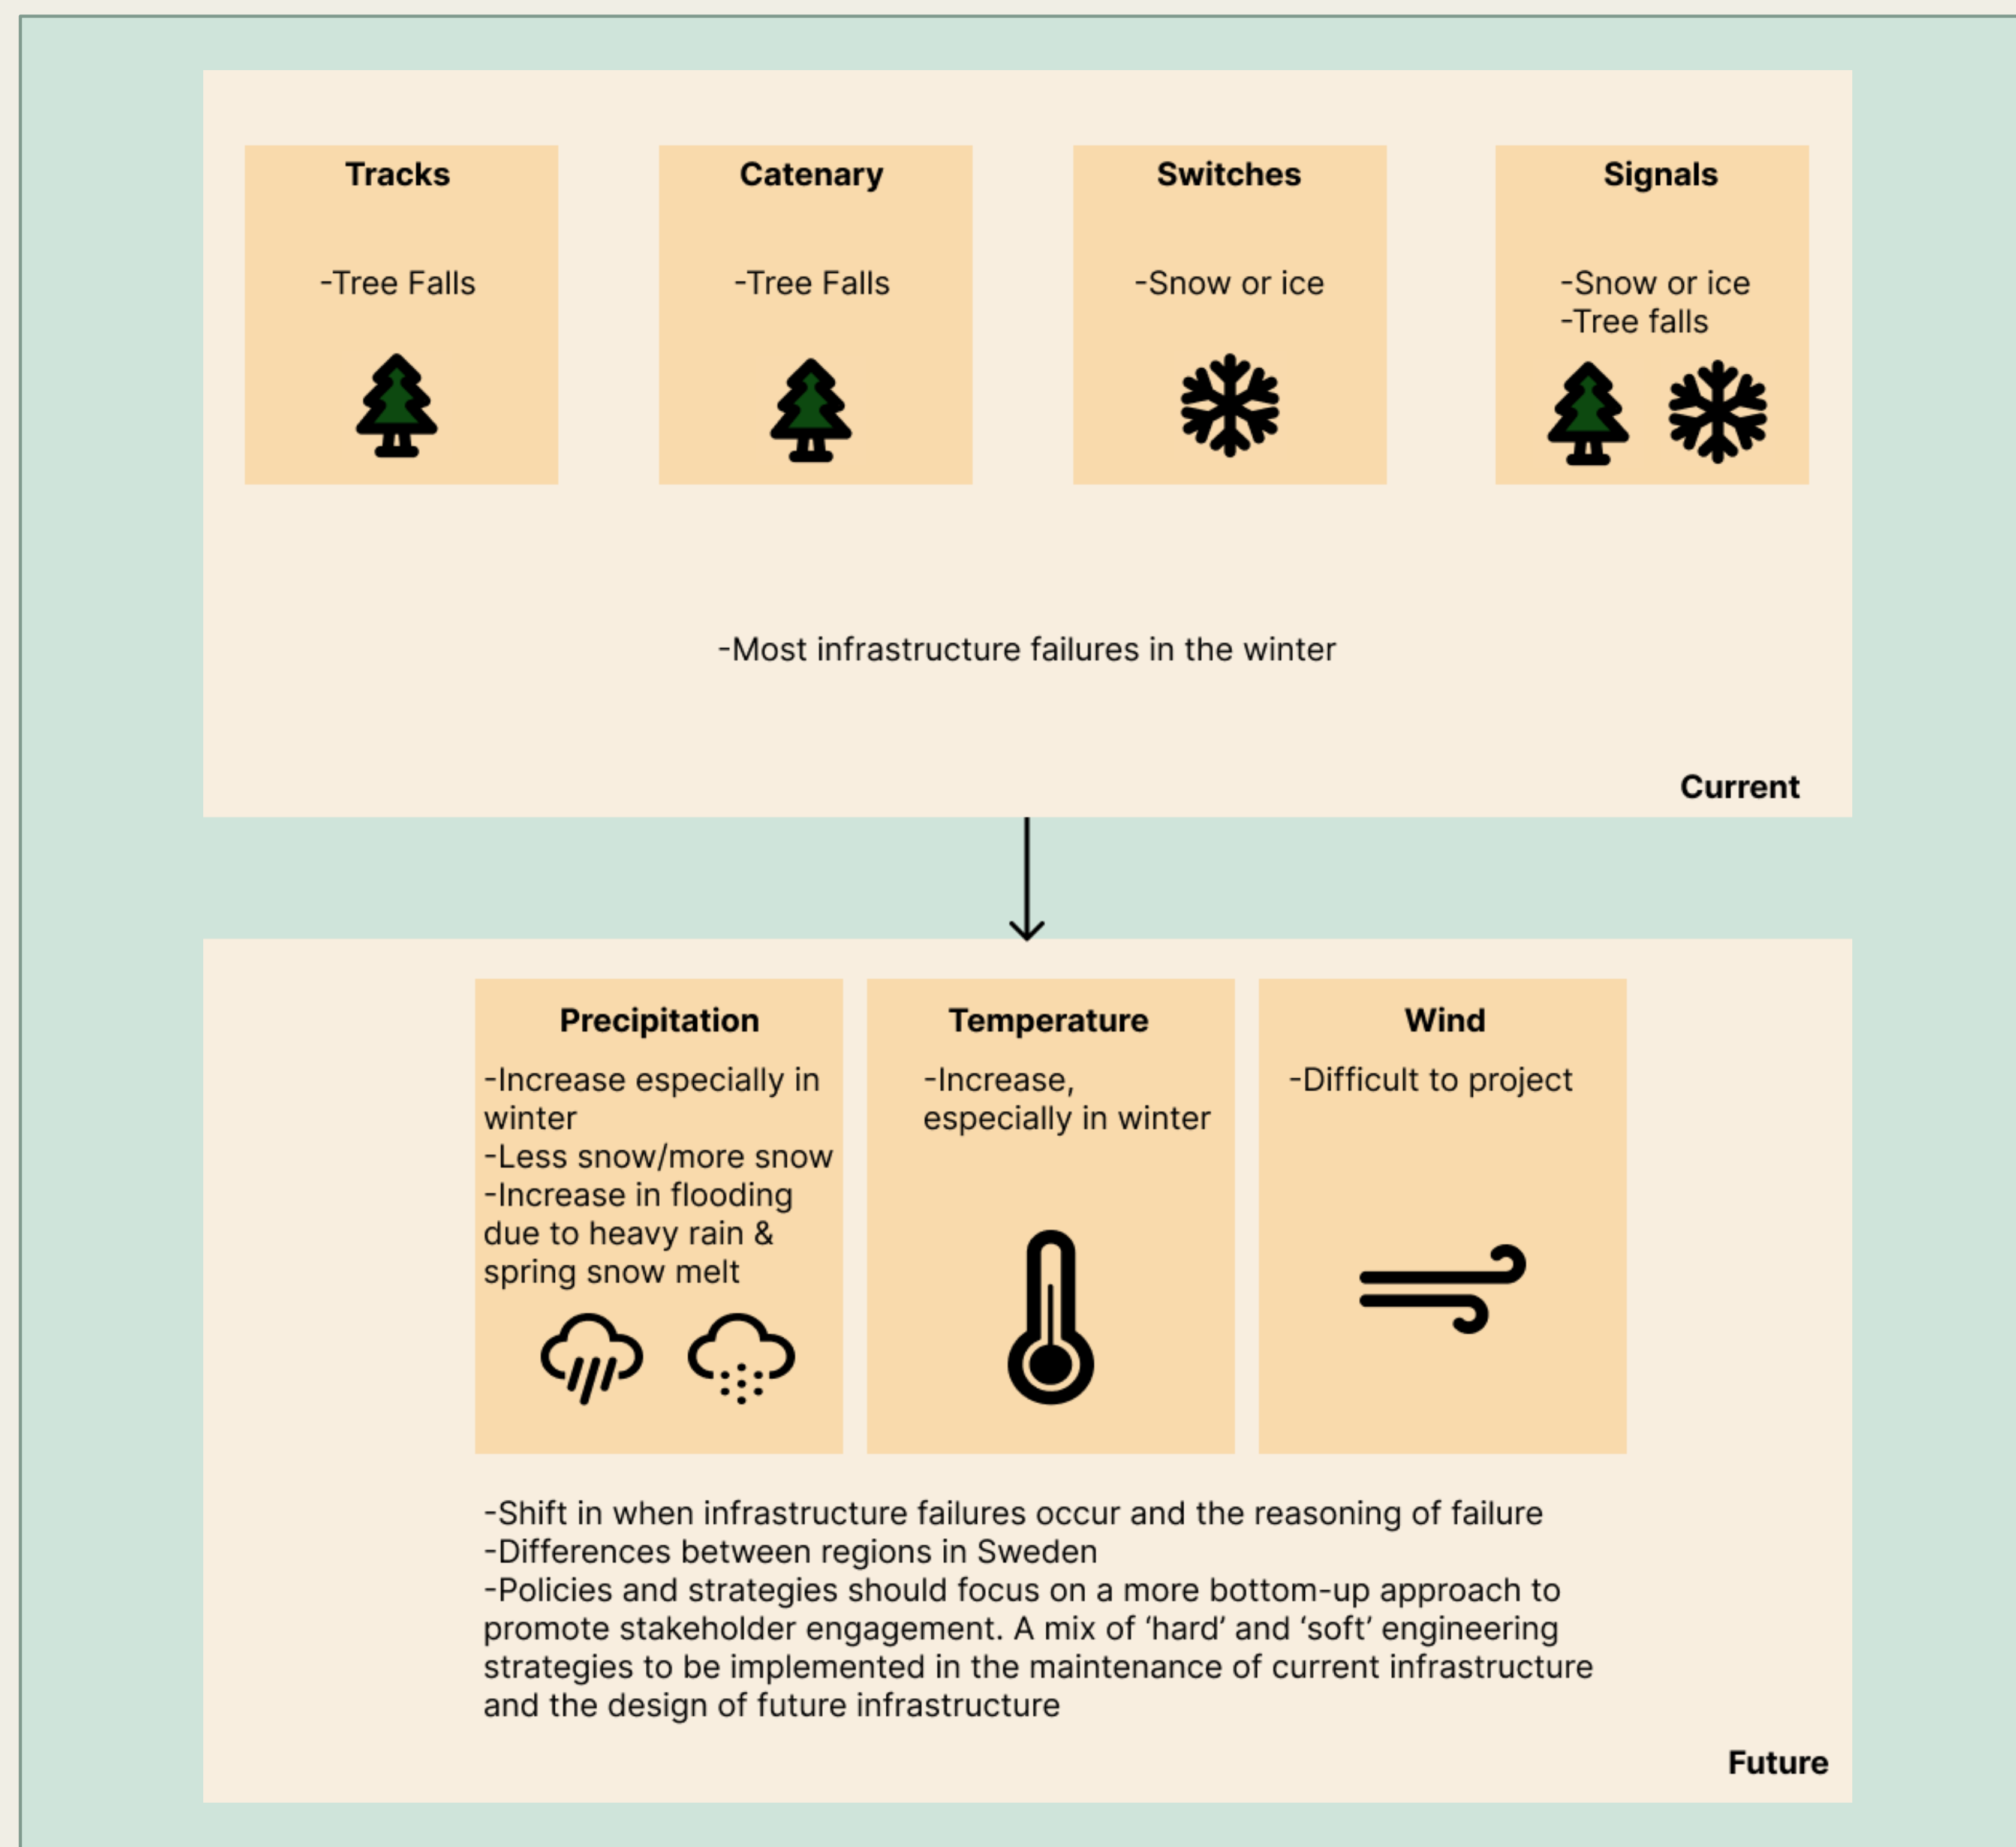 Tracks
-Tree Falls
Catenary
-Tree Falls
Switches
-Snow or ice
Signals
-Snow or ice
-Tree falls
-Most infrastructure failures in the winter
Current
Precipitation
-Increase especially in
winter
-Less snow/more snow
-Increase in flooding
due to heavy rain &
spring snow melt
Temperature
-Increase,
especially in winter
Wind
-Difficult to project
-Shift in when infrastructure failures occur and the reasoning of failure
-Differences between regions in Sweden
-Policies and strategies should focus on a more bottom-up approach to
promote stakeholder engagement. A mix of ‘hard’ and ‘soft’ engineering
strategies to be implemented in the maintenance of current infrastructure
and the design of future infrastructure
Future